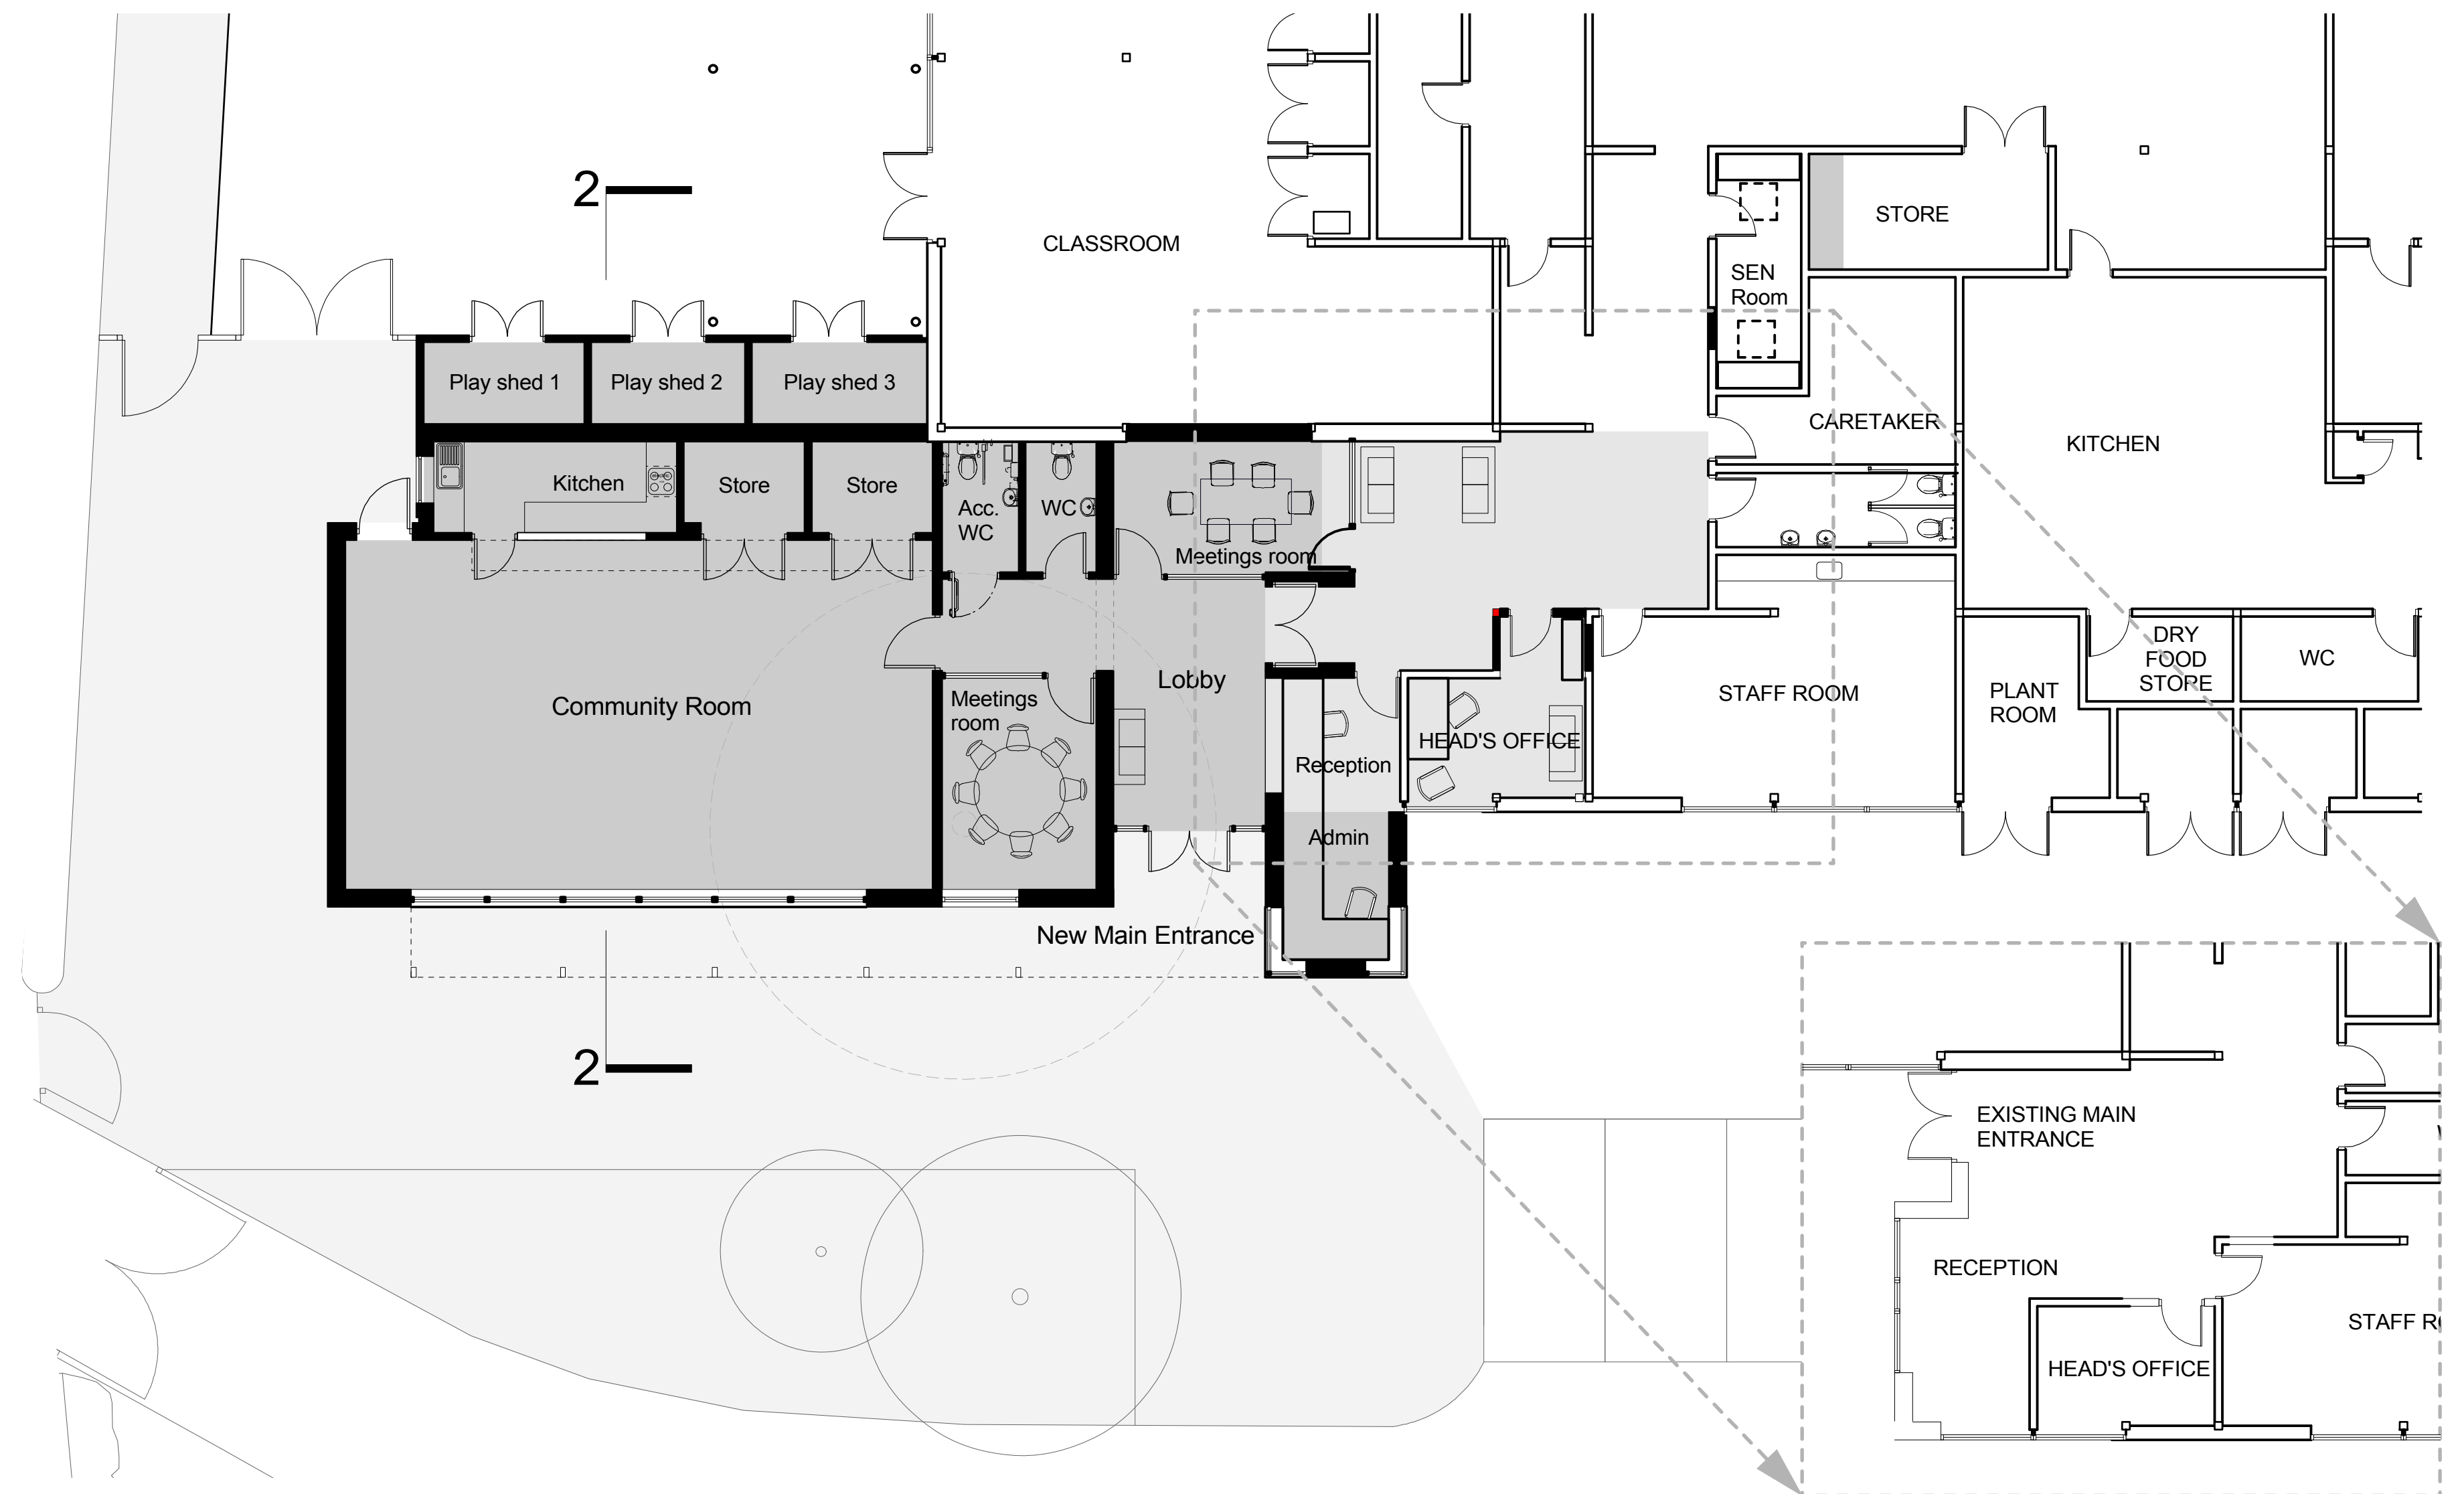 2
CLASSROOM
STORE
SEN
Room
Play shed 1
Play shed 2
Play shed 3
CARETAKER
KITCHEN
Kitchen
Store
Store
Acc.
WC
WC
Meetings room
DRY
FOOD
STORE
WC
Community Room
Meetings
room
Lobby
STAFF ROOM
PLANT
ROOM
HEAD'S OFFICE
Reception
Admin
New Main Entrance
2
EXISTING MAIN
ENTRANCE
RECEPTION
STAFF R
HEAD'S OFFICE